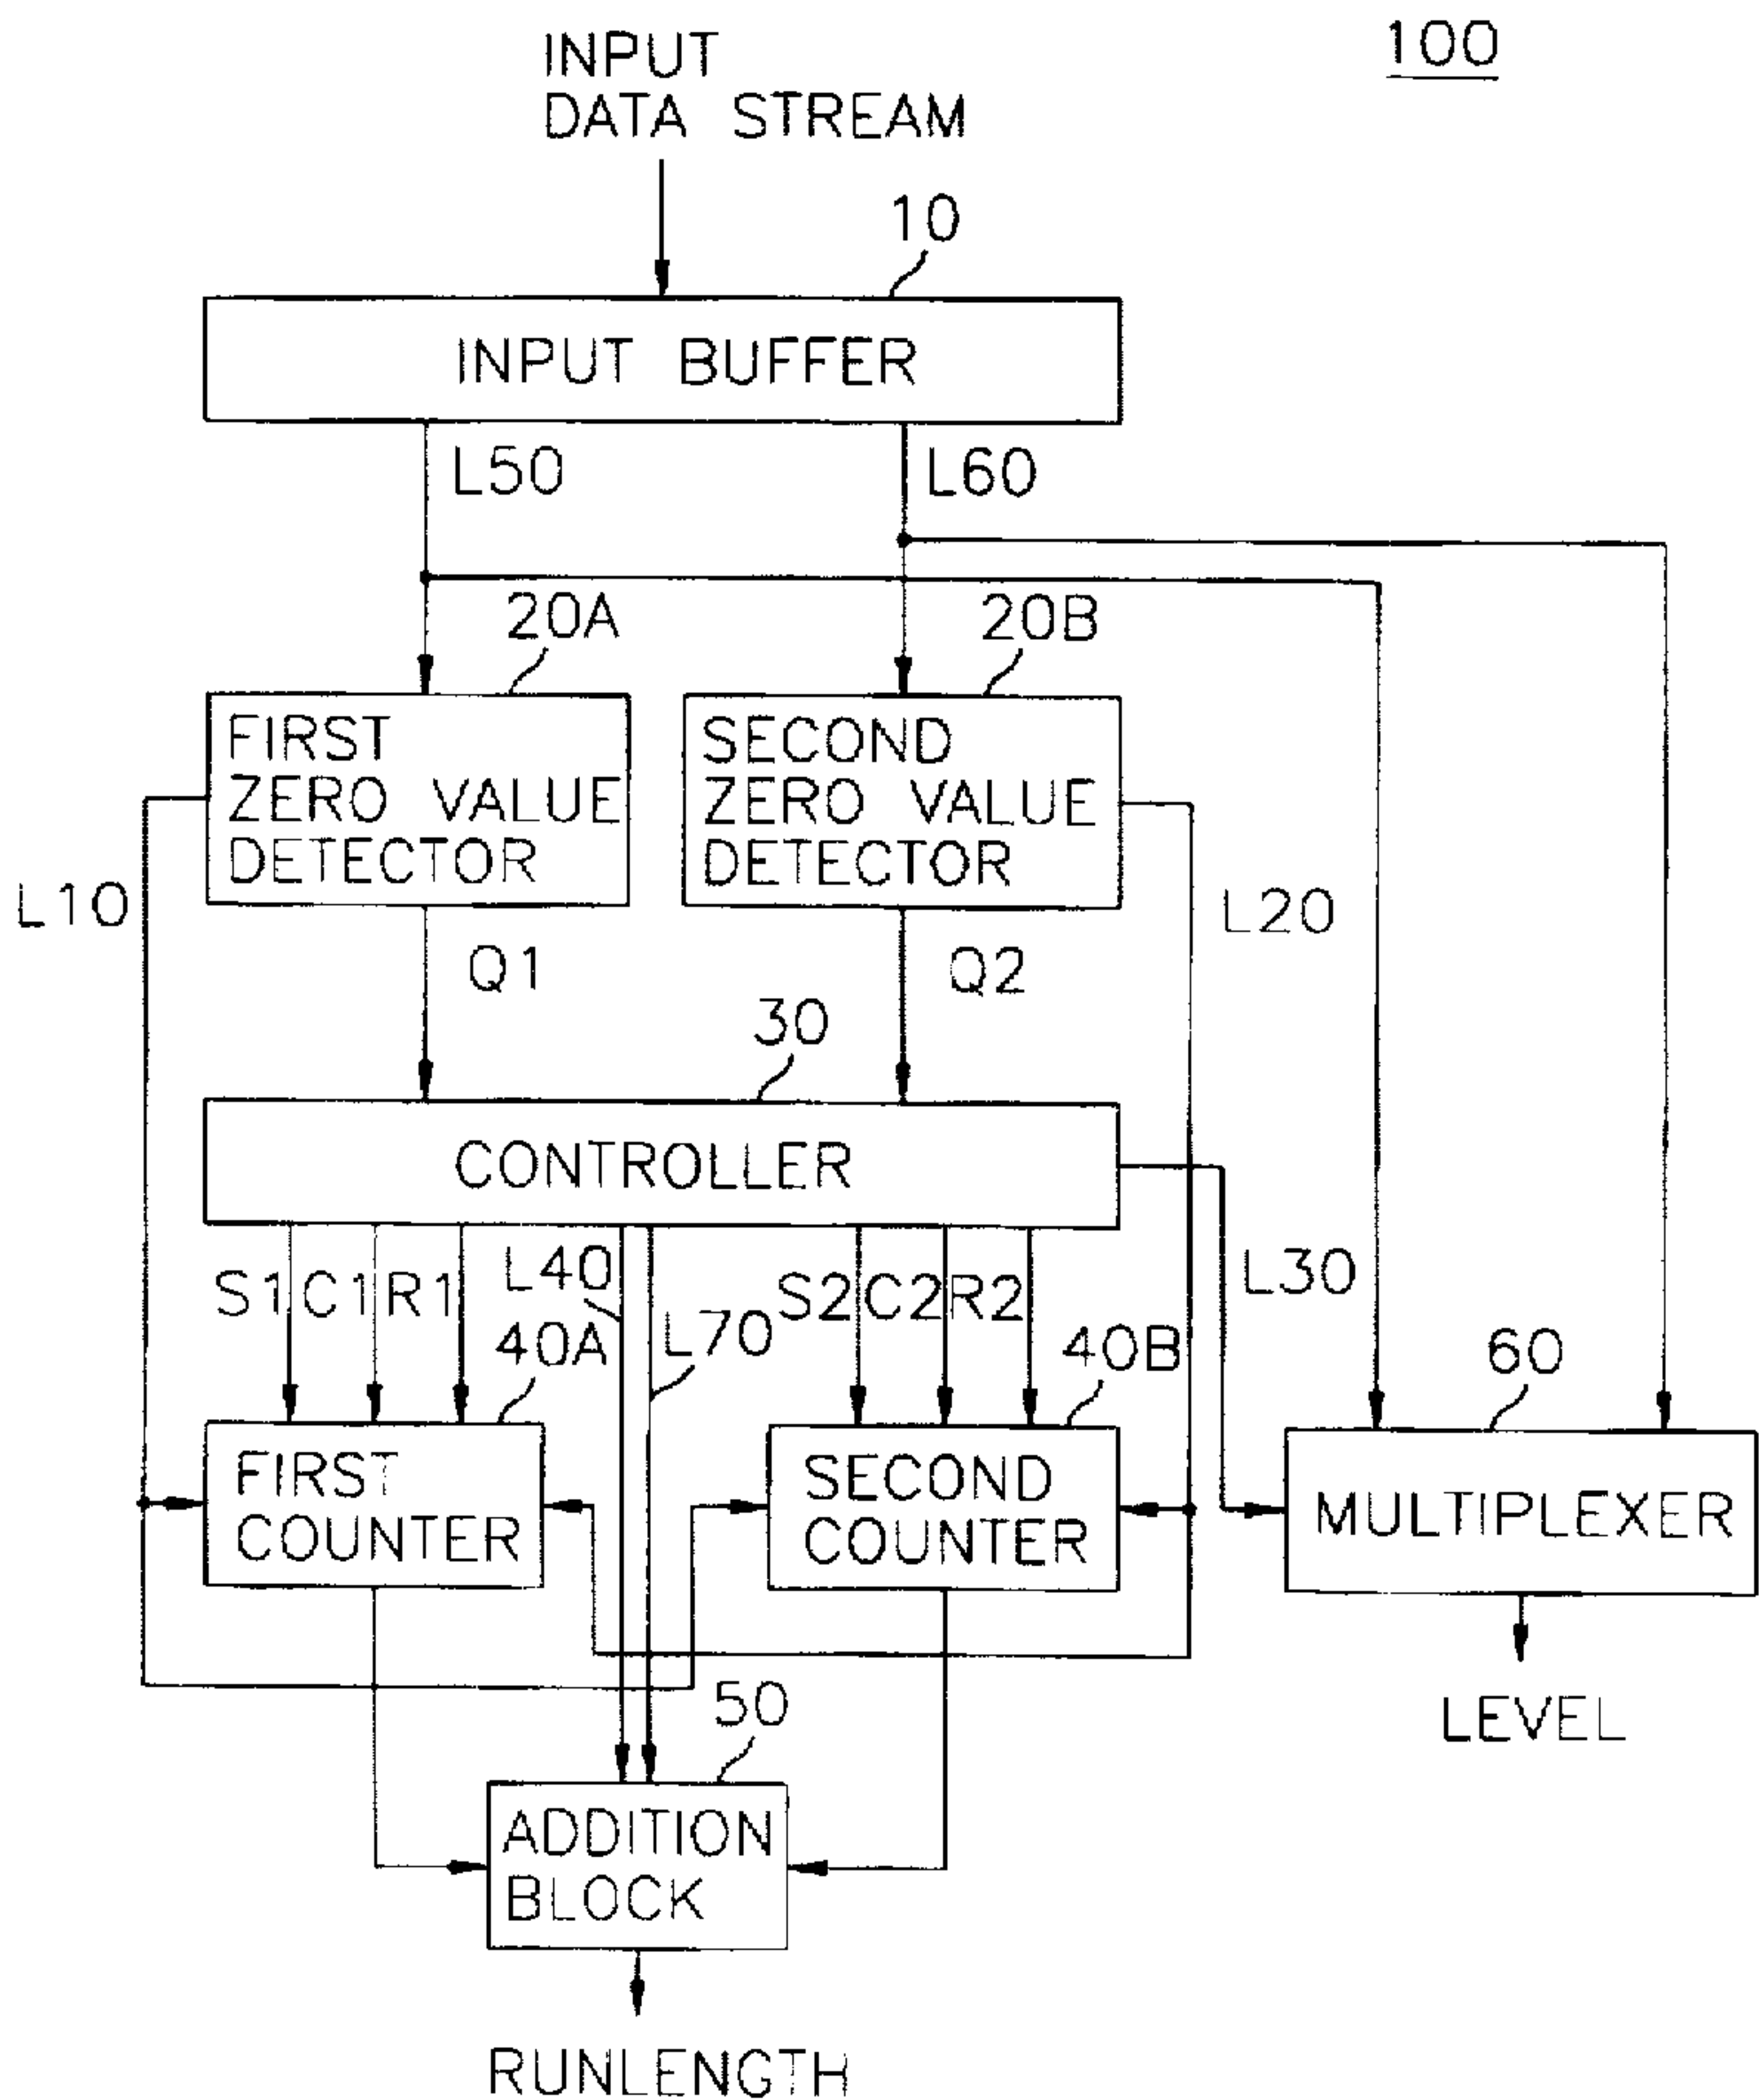 100
INPUT
DATA STREAM
10
INPUT BUFFER
L50
L60
20A
20B
FIRST
ZERO VALUE
DETECTOR
SECOND
ZERO VALUE
DETECTOR
L10
L20
Q1
Q2
30
CONTROLLER
S1
C1
R1
L40
L70
S2
C2
R2
L30
40A
40B
60
FIRST
COUNTER
SECOND
COUNTER
MULTIPLEXER
50
LEVEL
ADDITION
BLOCK
RUNLENGTH